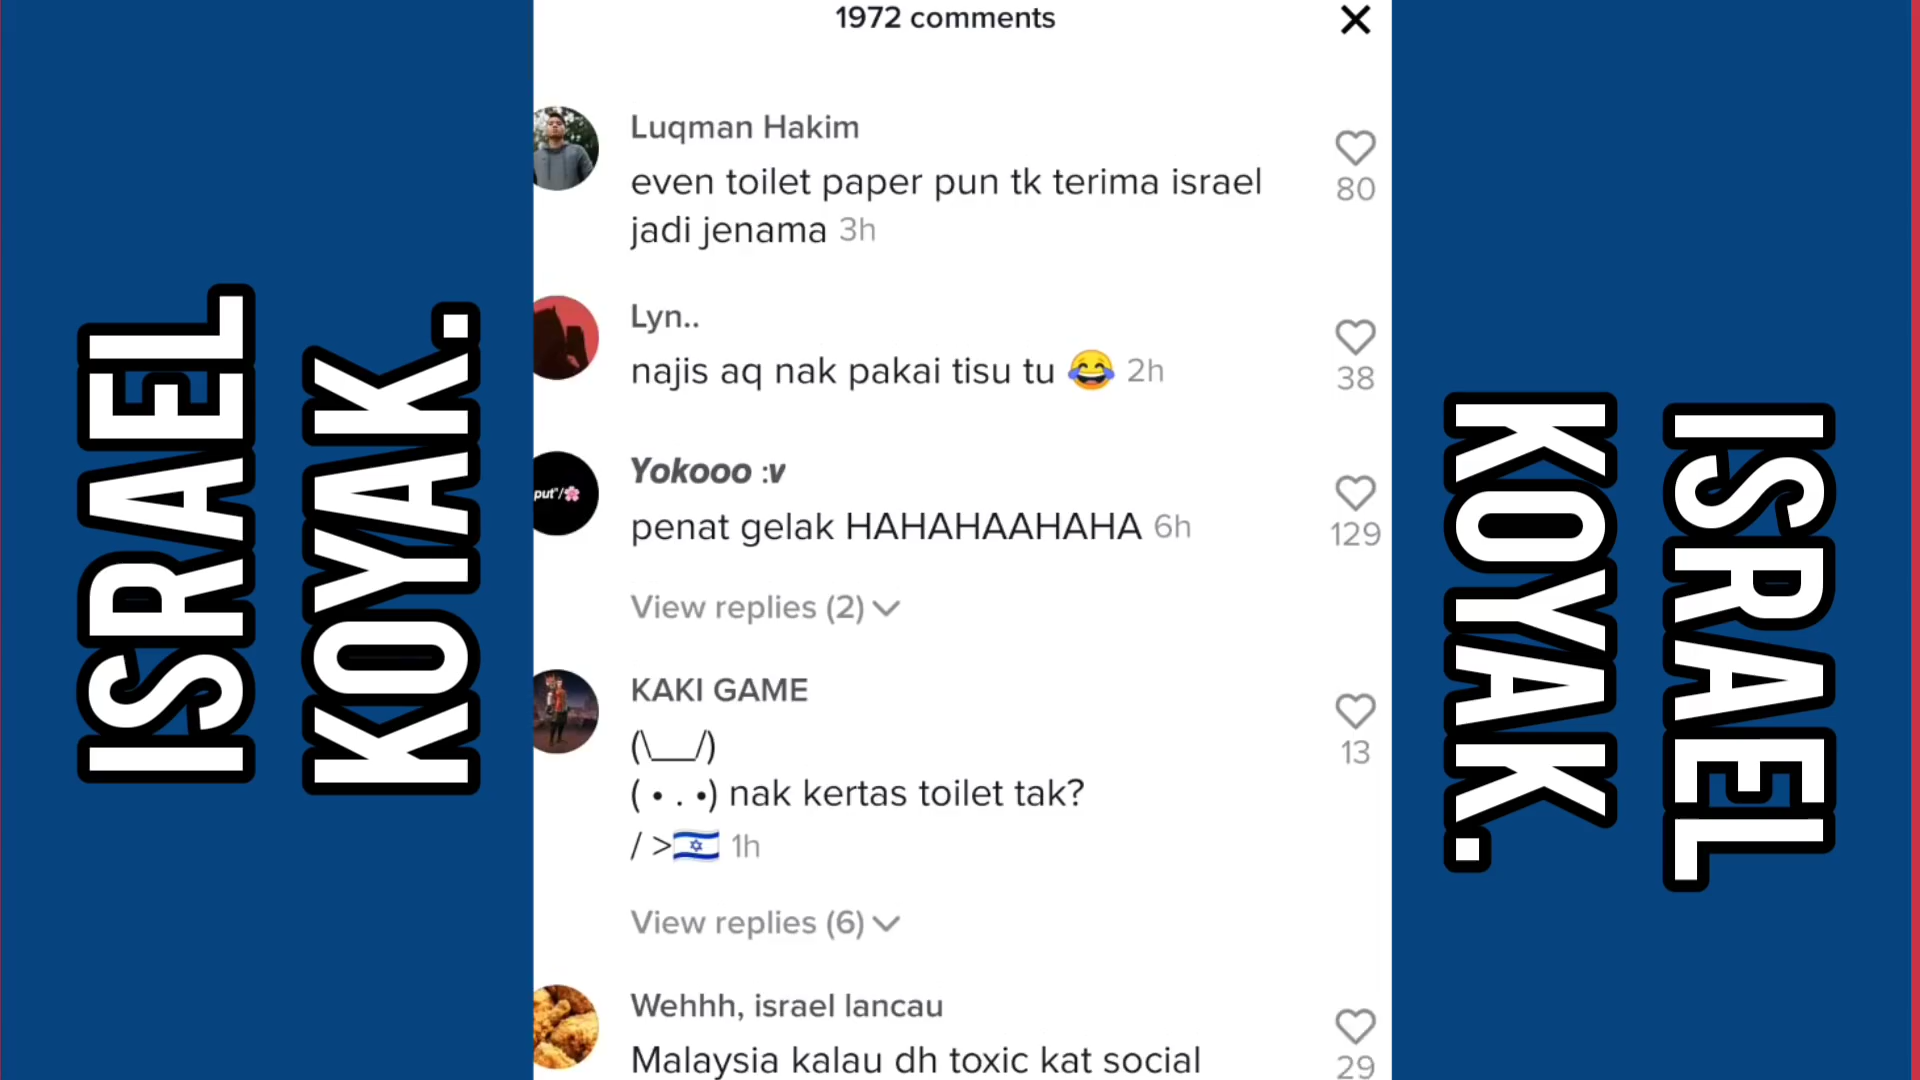 1972 comments
Luqman Hakim
even toilet paper pun tk terima israel
jadi jenama 3h
80
Lyn..
najis aq nak pakai tisu tu 😂 2h
38
put"/🌸
Yokooo :v
penat gelak HAHAHAAHAHA 6h
129
View replies (2)
KAKI GAME
(\__/)
( • . •) nak kertas toilet tak?
/ >🇮🇱 1h
13
View replies (6)
Wehhh, israel lancau
Malaysia kalau dh toxic kat social
29
ISRAEL
KOYAK.
ISRAEL
KOYAK.